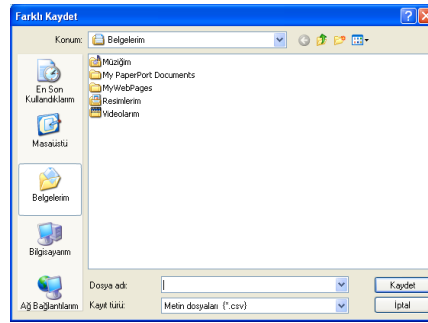 Farklı Kaydet
Konum:
Belgelerim
En Son
Kullandıklarım
Masaüstü
Belgelerim
Bilgisayarım
Ağ Bağlantılarım
Müziğim
My PaperPort Documents
MyWebPages
Resimlerim
Videolarım
Dosya adı:
Kaydet
Kayıt türü:
Metin dosyaları (*.csv)
İptal